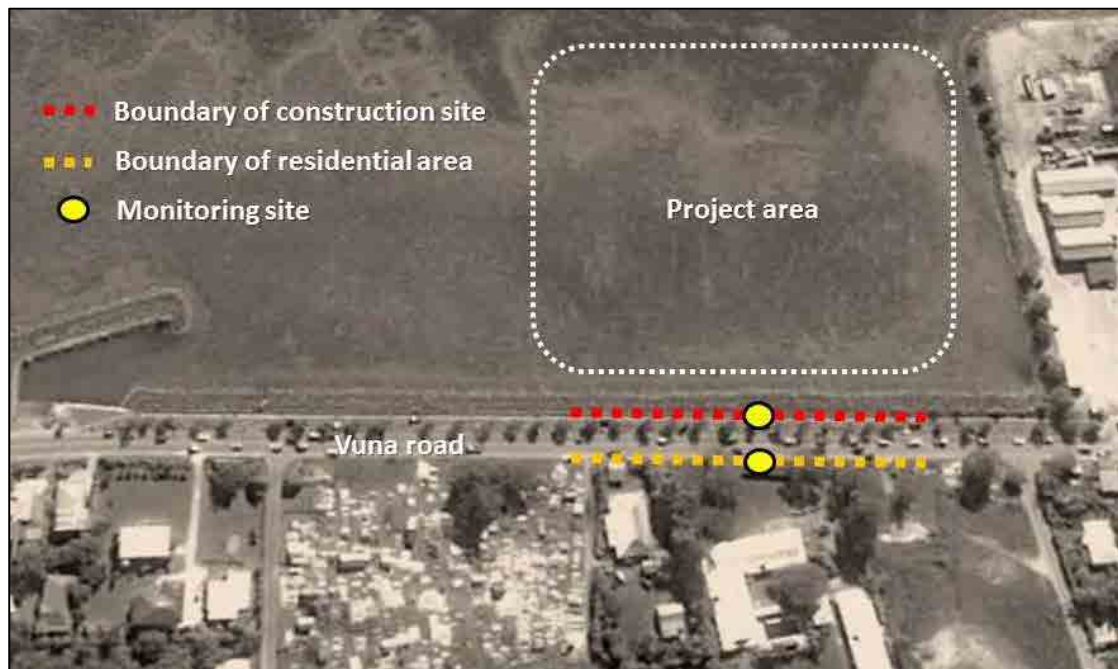 Boundary of construction site
Boundary of residential area
Monitoring site
Project area
Vuna road